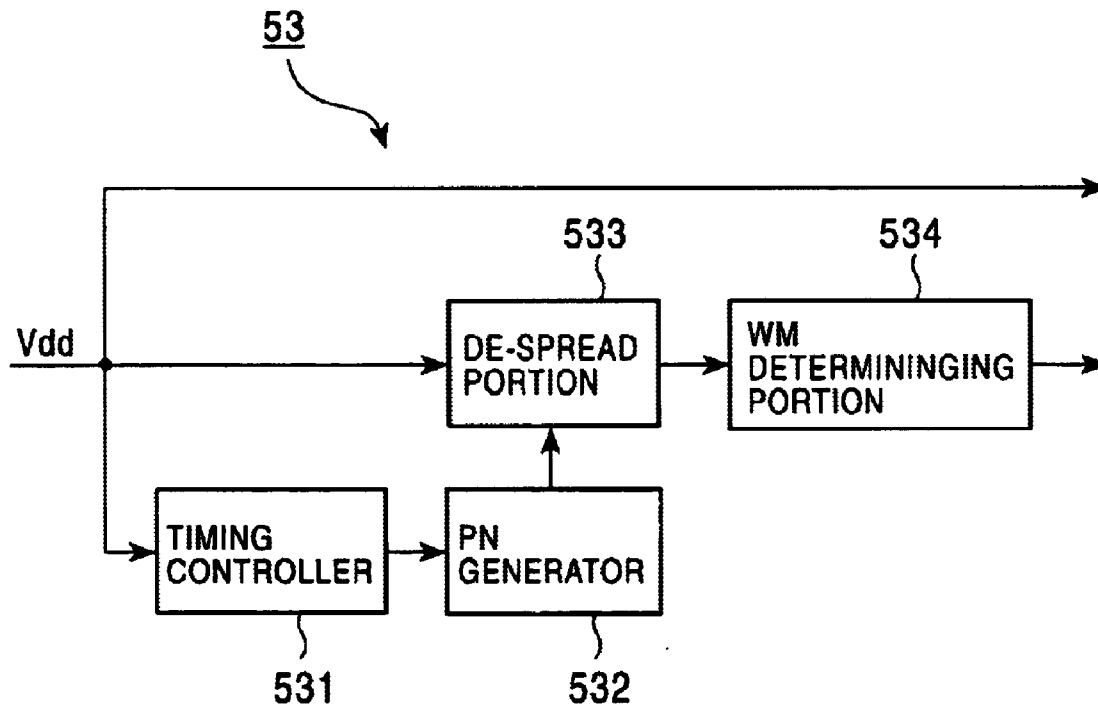 53
533
534
Vdd
DE-SPREAD
PORTION
WM
DETERMININGING
PORTION
TIMING
CONTROLLER
PN
GENERATOR
531
532